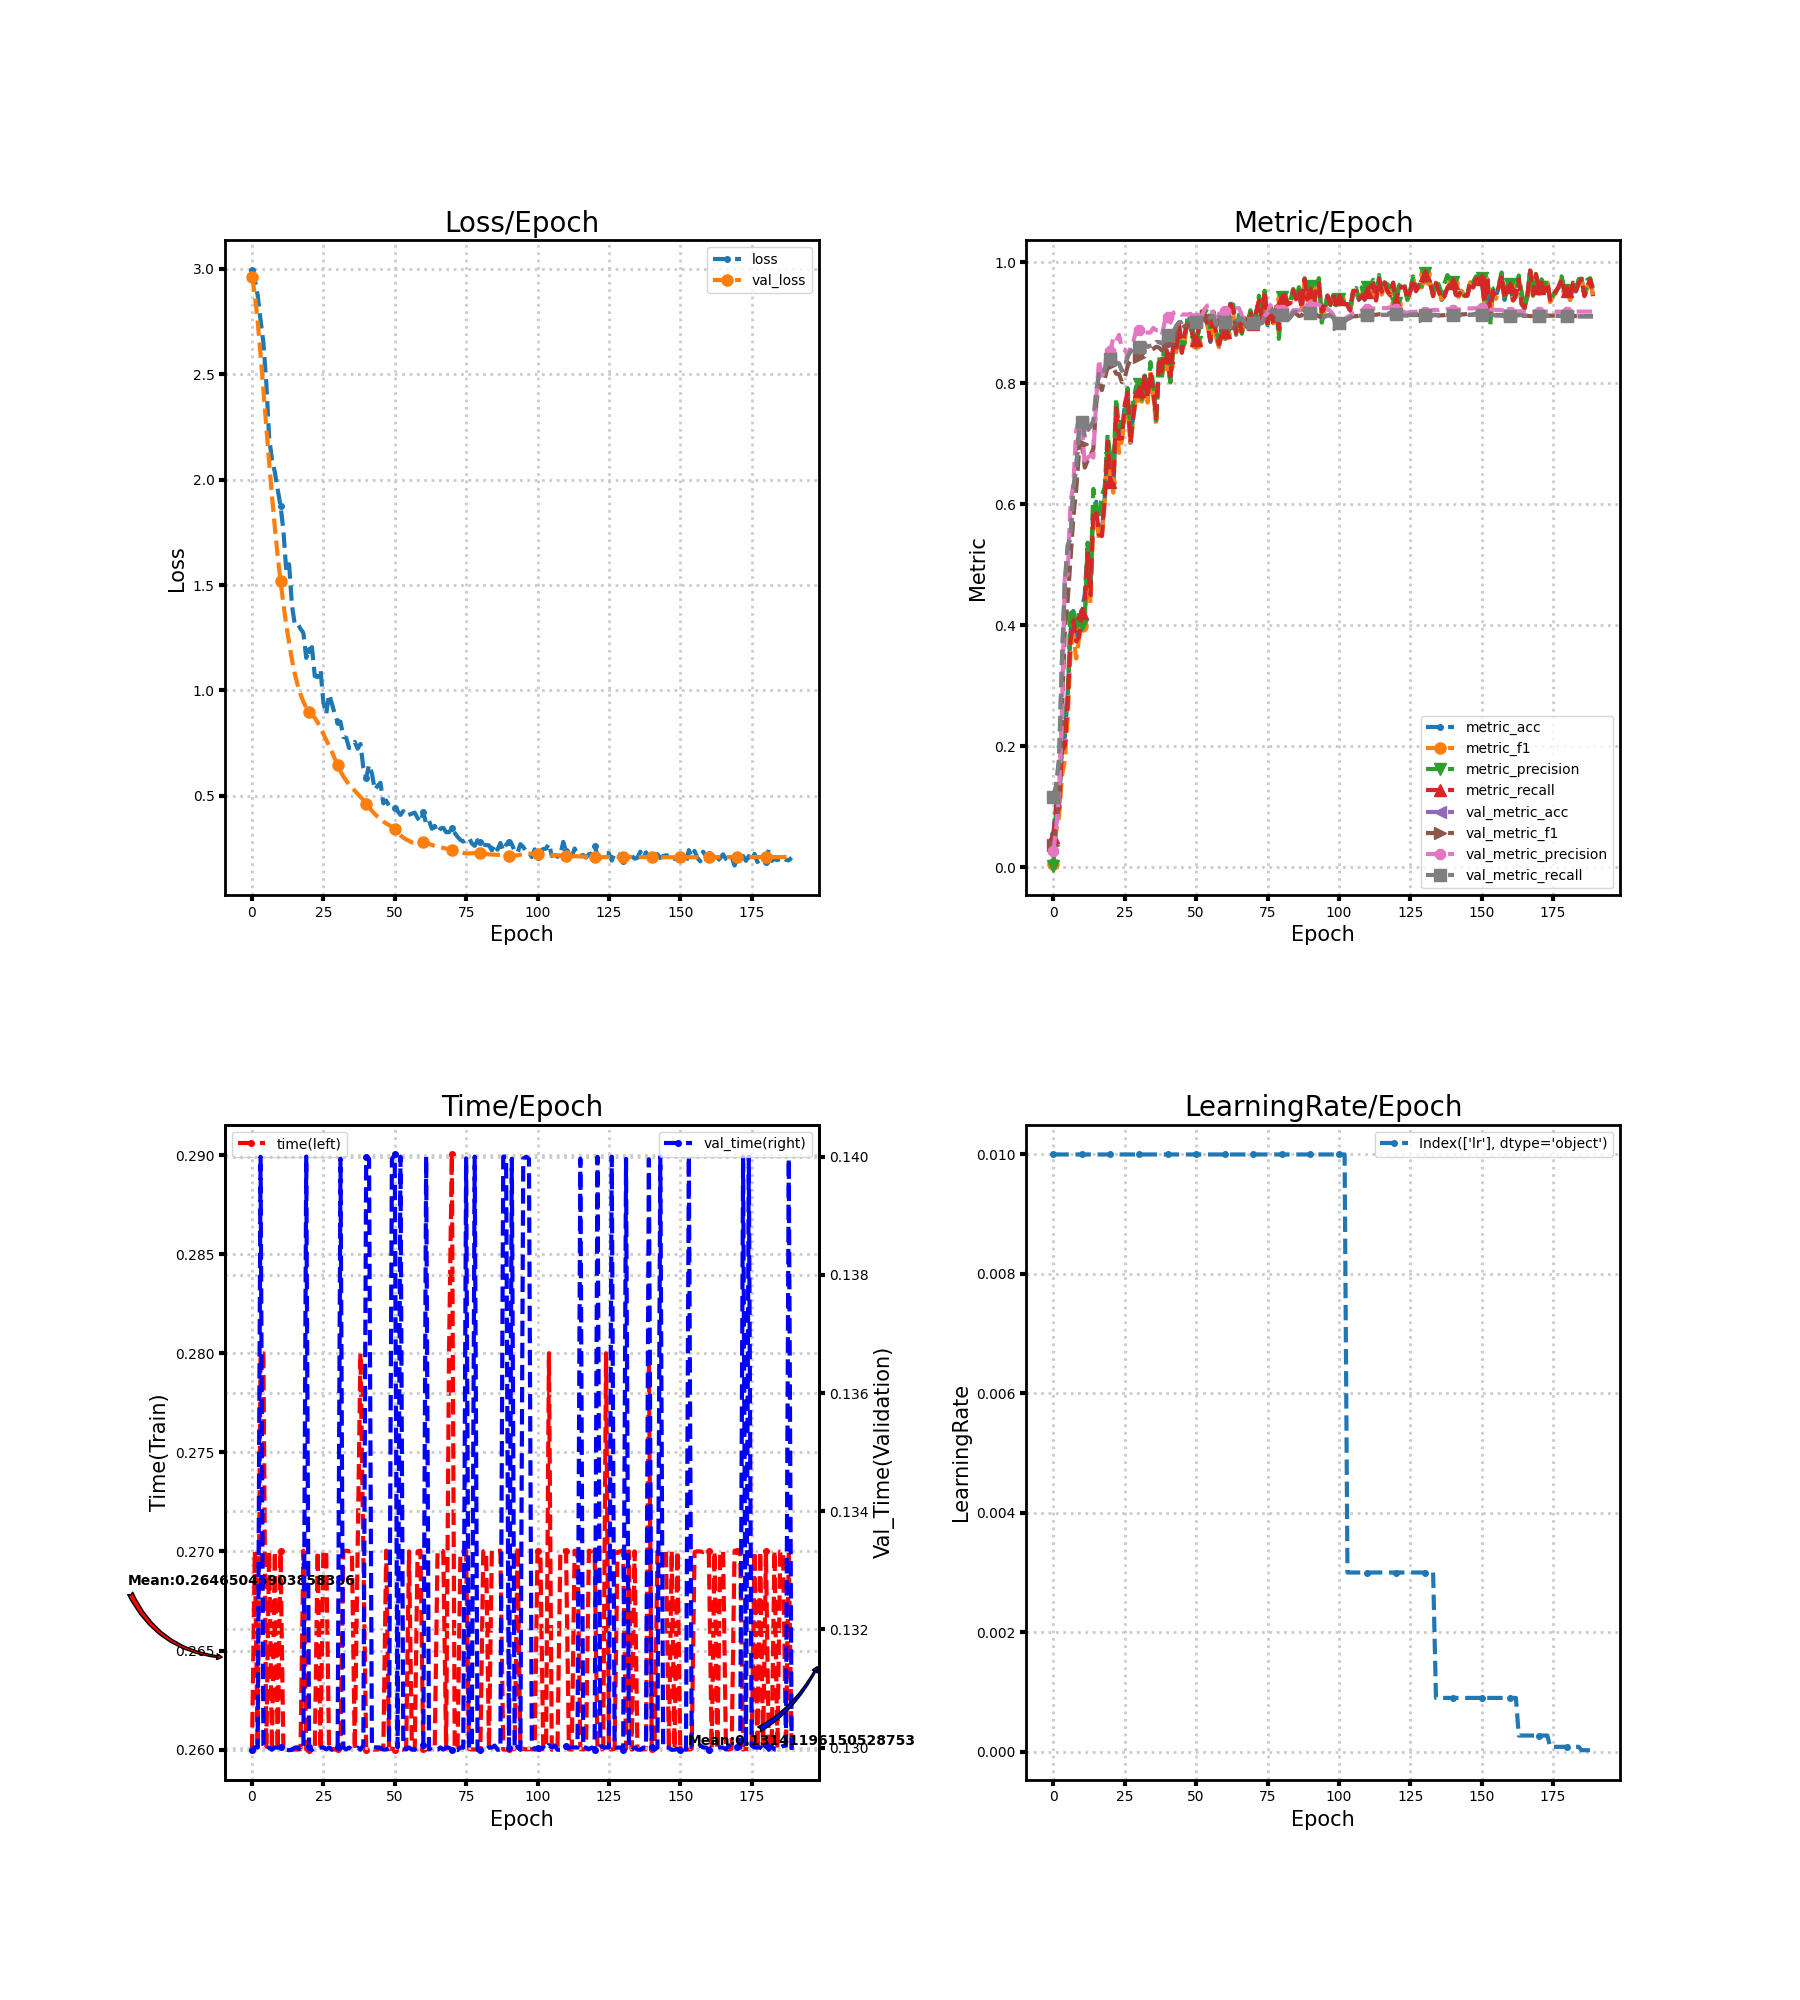 Loss/Epoch
3.0
2.5
2.0
1.5
1.0
0.5
Loss
0 25 50 75 100 125 150 175
Epoch
loss
val_loss
Metric/Epoch
1.0
0.8
0.6
0.4
0.2
0.0
Metric
0 25 50 75 100 125 150 175
Epoch
metric_acc
metric_f1
metric_precision
metric_recall
val_metric_acc
val_metric_f1
val_metric_precision
val_metric_recall
Time/Epoch
time(left)
val_time(right)
0.290
0.285
0.280
0.275
0.270
0.265
0.260
Time(Train)
0.140
0.138
0.136
0.134
0.132
0.130
Val_Time(Validation)
Mean:0.13141196150528753
0 25 50 75 100 125 150 175
Epoch
LearningRate/Epoch
Index(['lr'], dtype='object')
0.010
0.008
0.006
0.004
0.002
0.000
LearningRate
0 25 50 75 100 125 150 175
Epoch